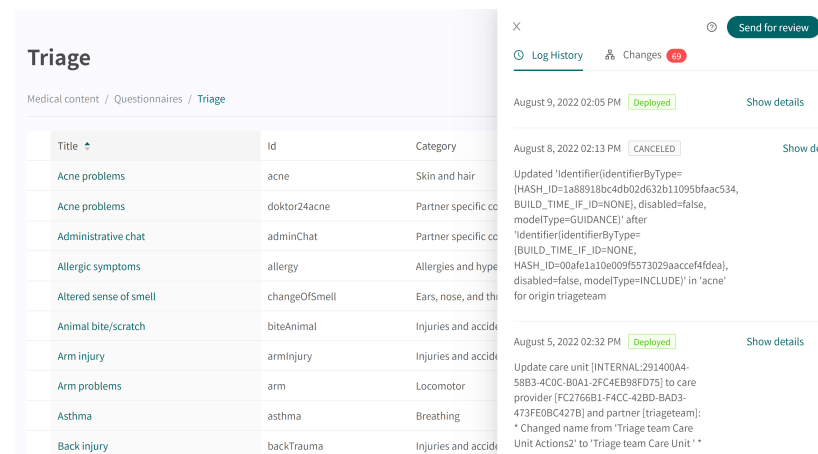 Triage
Medical content / Questionnaires / Triage
Title Id Category
Acne problems acne Skin and hair
Acne problems doktor24acne Partner specific co
Administrative chat adminChat Partner specific co
Allergic symptoms allergy Allergies and hype
Altered sense of smell changeOfSmell Ears, nose, and thr
Animal bite/scratch biteAnimal Injuries and accide
Arm injury armInjury Injuries and accide
Arm problems arm Locomotor
Asthma asthma Breathing
Back injury backTrauma Injuries and accide
Send for review
Log History Changes 69
August 9, 2022 02:05 PM Deployed Show details
August 8, 2022 02:13 PM CANCELED Show de
Updated 'Identifier(identifierByType=
{HASH_ID=1a88918bc4db02d632b11095bfaac534,
BUILD_TIME_IF_ID=NONE}, disabled=false,
modelType=GUIDANCE)' after
'Identifier(identifierByType=
{BUILD_TIME_IF_ID=NONE,
HASH_ID=00afe1a10e009f5573029aaccef4fdea},
disabled=false, modelType=INCLUDE)' in 'acne'
for origin triageteam
August 5, 2022 02:32 PM Deployed Show details
Update care unit [INTERNAL:291400A4-
58B3-4C0C-B0A1-2FC4EB98FD75] to care
provider [FC2766B1-F4CC-42BD-BAD3-
473FE0BC427B] and partner [triageteam]:
* Changed name from 'Triage team Care
Unit Actions2' to 'Triage team Care Unit ' *